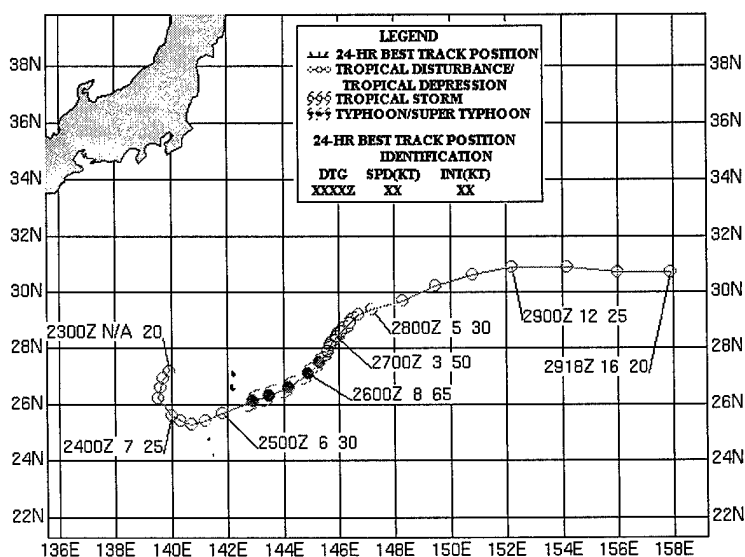 LEGEND
24-HR BEST TRACK POSITION
TROPICAL DISTURBANCE/
TROPICAL DEPRESSION
TROPICAL STORM
TYPHOON/SUPER TYPHOON
24-HR BEST TRACK POSITION
IDENTIFICATION
DTG SPD(KT) INT(KT)
XXXXZ XX XX
38N 38N
36N 36N
34N 34N
32N 32N
30N 30N
28N 28N
26N 26N
24N 24N
22N 22N
2300Z N/A 20
2400Z 7 25
2500Z 6 30
2600Z 8 65
2700Z 3 50
2800Z 5 30
2900Z 12 25
2918Z 16 20
136E 138E 140E 142E 144E 146E 148E 150E 152E 154E 156E 158E